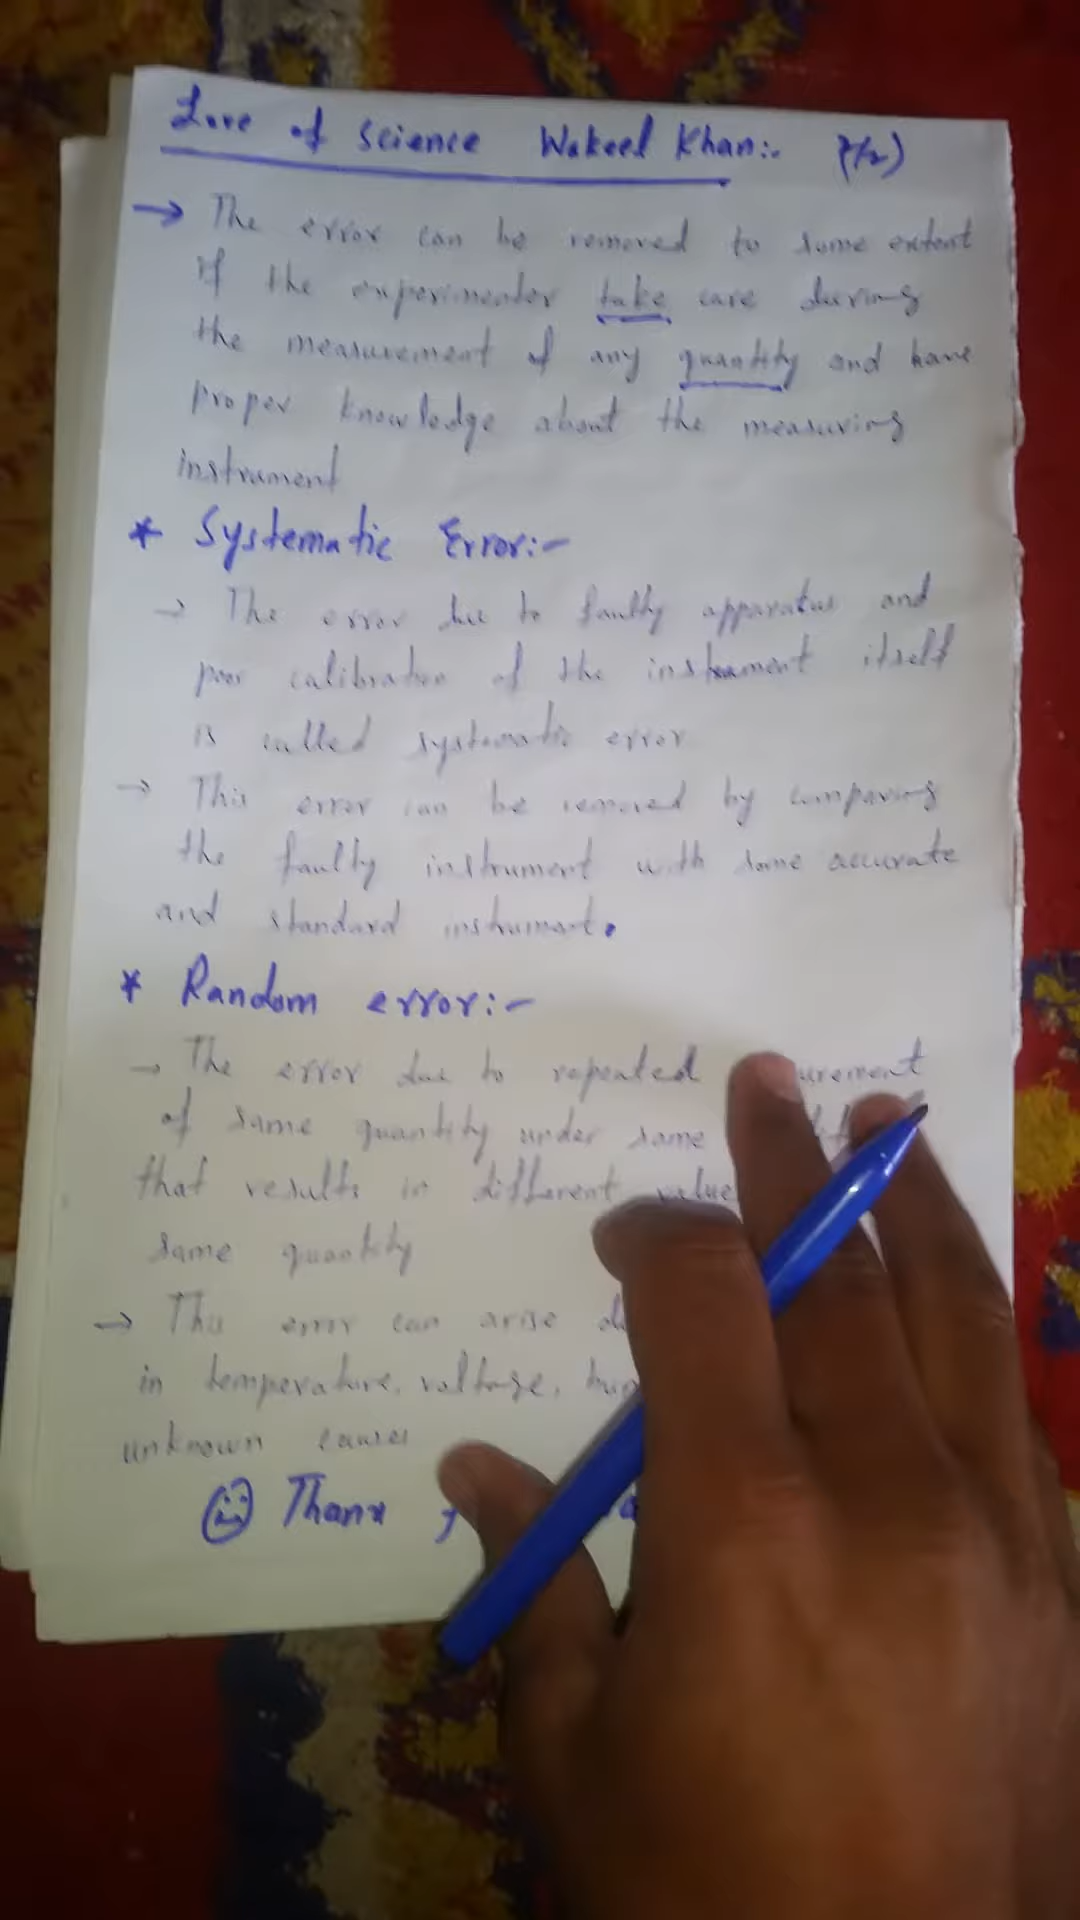 Love of Science Wakeel Khan:.
→ The error can be removed to some extent
if the experimenter take care during
the measurement of any quantity and have
proper knowledge about the measuring
instrument
* Systematic Error:-
→ The error due to faulty apparatus and
poor calibration of the instrument itself
is called systematic error
→ This error can be removed by comparing
the faulty instrument with some accurate
and standard instrument.
* Random error:-
→ The error due to repeated
of same quantity under same
that results in different value
same quantity
→ This error can arise
in temperature, voltage,
unknown causes
Thanx